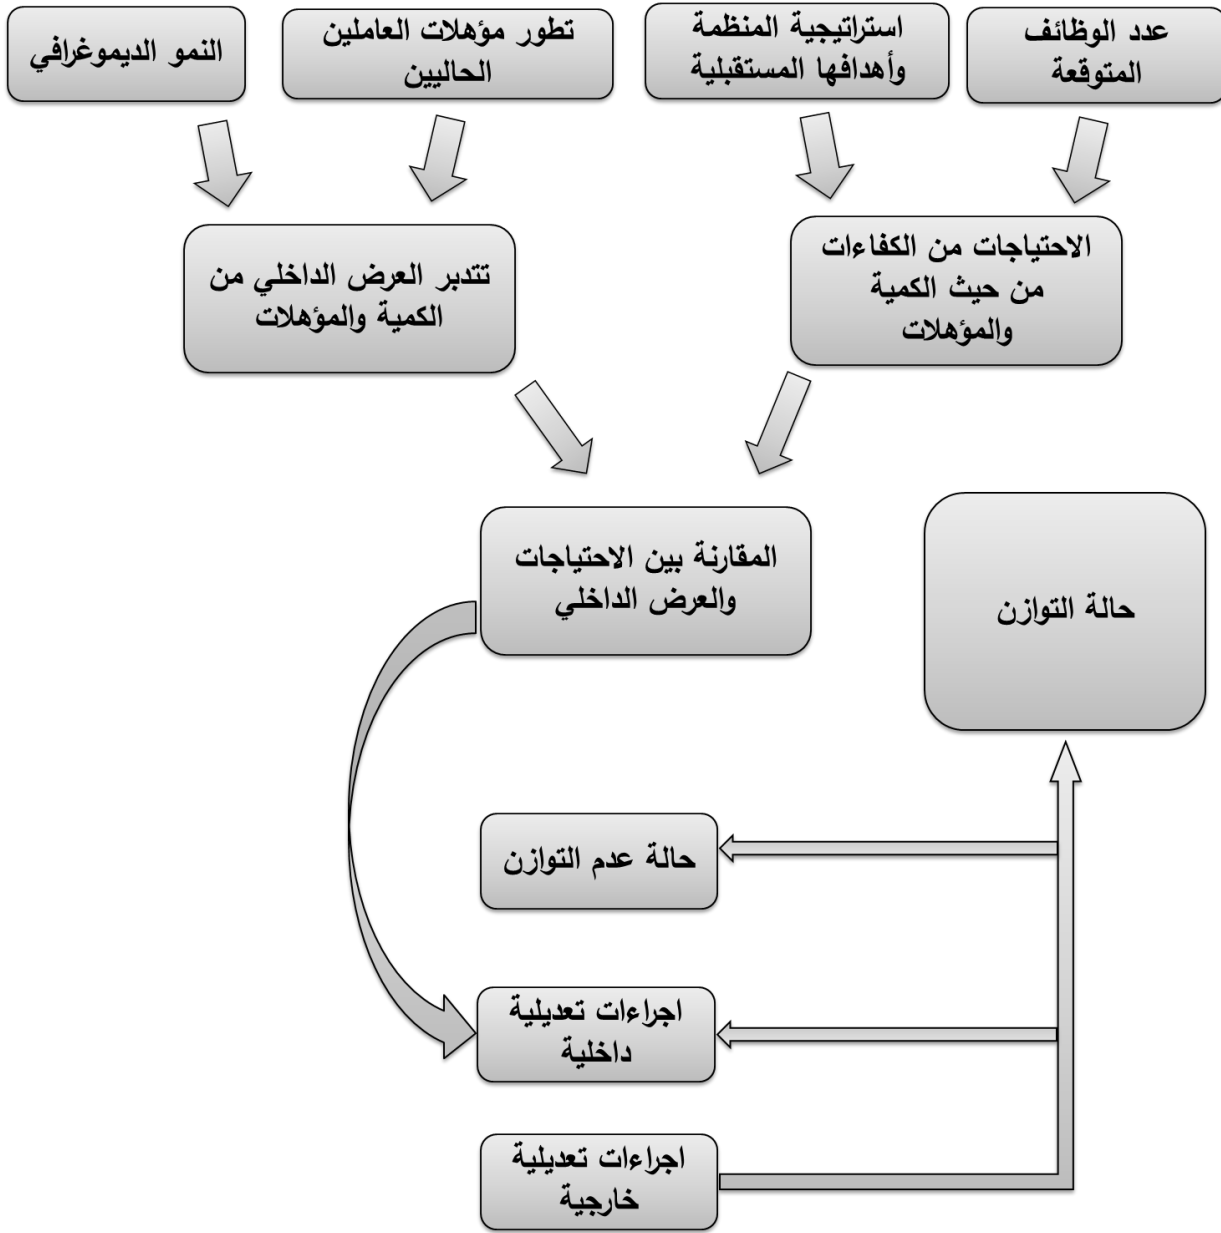 عدد الوظائف
المتوقعة
استراتيجية المنظمة
وأهدافها المستقبلية
تطور مؤهلات العاملين
الحاليين
النمو الديموغرافي
الاحتياجات من الكفاءات
من حيث الكمية
والمؤهلات
تتدبر العرض الداخلي من
الكمية والمؤهلات
المقارنة بين الاحتياجات
والعرض الداخلي
حالة التوازن
حالة عدم التوازن
اجراءات تعديلية
داخلية
اجراءات تعديلية
خارجية